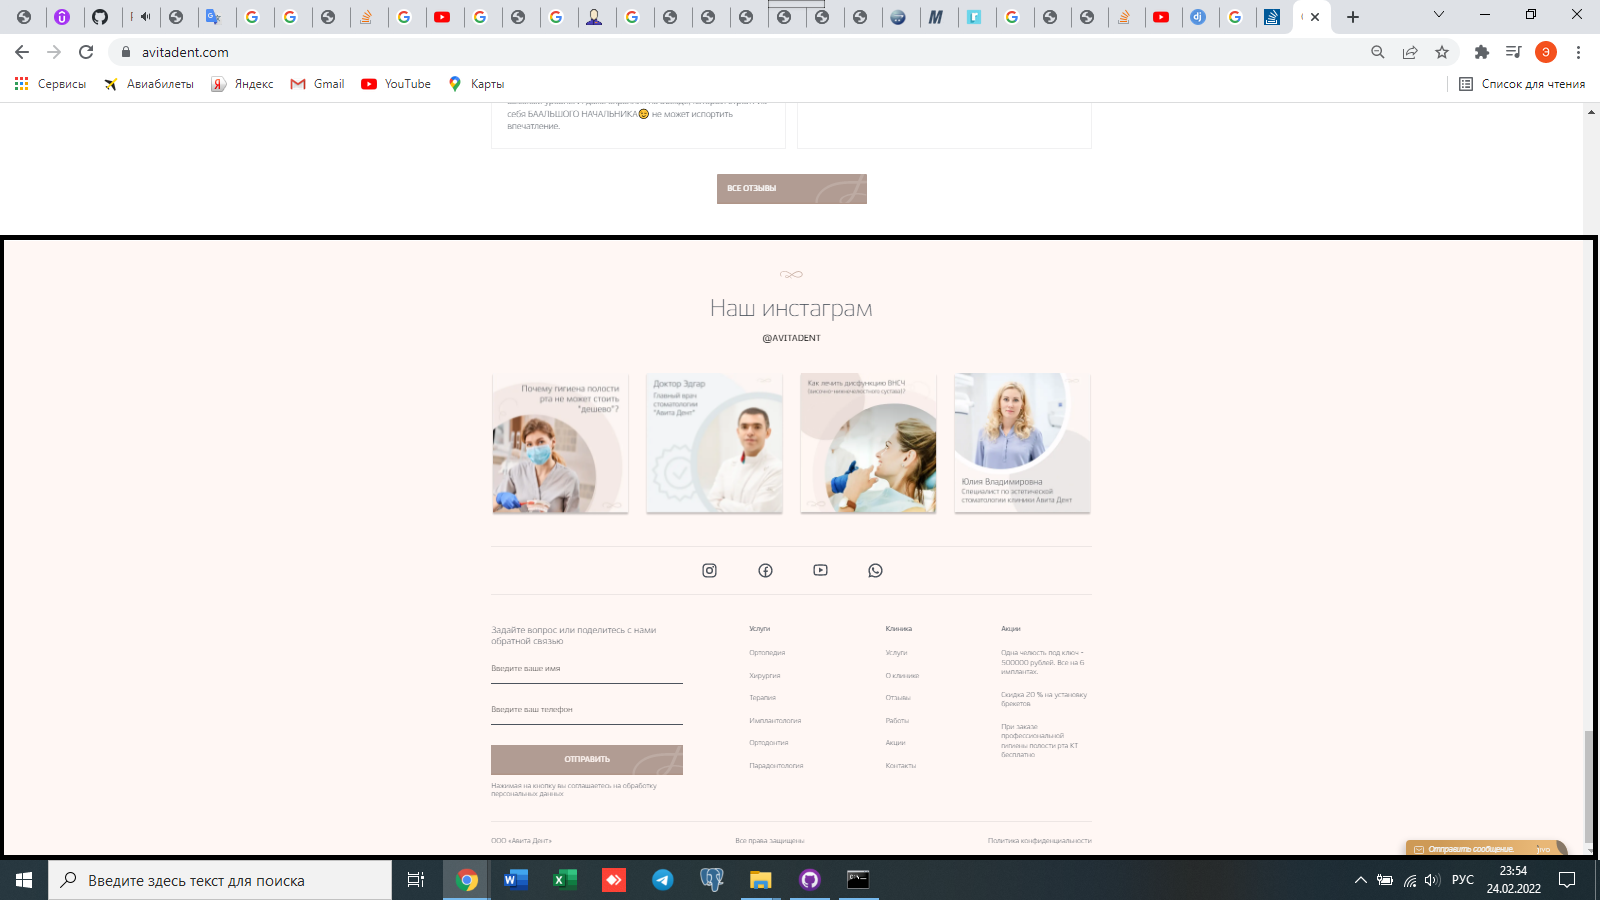 avitadent.com
Сервисы
Авиабилеты
Яндекс
Gmail
YouTube
Карты
Список для чтения
себя БААЛЬШОГО НАЧАЛЬНИКА😉 не может испортить
впечатление.
ВСЕ ОТЗЫВЫ
Наш инстаграм
@AVITADENT
Почему гигиена полости
рта не может стоить
"дешево"?
Доктор Эдгар
Главный врач
стоматологии
"Авита Дент"
Как лечить дисфункцию ВНСЧ
(височно-нижнечелюстного сустава)?
Юлия Владимировна
Специалист по эстетической
стоматологии клиники Авита Дент
Задайте вопрос или поделитесь с нами
обратной связью
Введите ваше имя
Введите ваш телефон
ОТПРАВИТЬ
Нажимая на кнопку вы соглашаетесь на обработку
персональных данных
Услуги
Ортопедия
Хирургия
Терапия
Имплантология
Ортодонтия
Парадонтология
Клиника
Услуги
О клинике
Отзывы
Работы
Акции
Контакты
Акции
Одна челюсть под ключ -
500000 рублей. Все на 6
имплантах.
Скидка 20 % на установку
брекетов
При заказе
профессиональной
гигиены полости рта КТ
бесплатно
ООО «Авита Дент»
Все права защищены
Политика конфиденциальности
Отправить сообщение
jivo
Введите здесь текст для поиска
РУС
23:54
24.02.2022